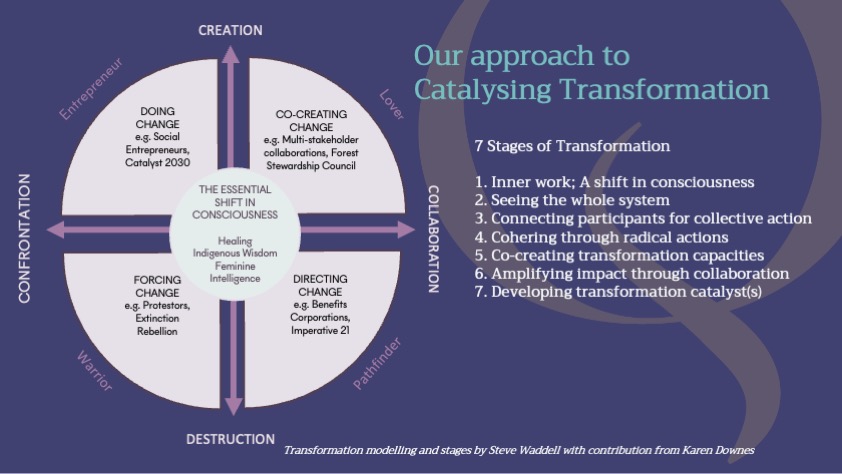 CREATION
Entrepreneur
Lover
DOING
CHANGE
e.g. Social
Entrepreneurs,
Catalyst 2030
CO-CREATING
CHANGE
e.g. Multi-stakeholder
collaborations, Forest
Stewardship Council
CONFRONTATION
THE ESSENTIAL
SHIFT IN
CONSCIOUSNESS
Healing
Indigenous Wisdom
Feminine
Intelligence
COLLABORATION
FORCING
CHANGE
e.g. Protestors,
Extinction
Rebellion
DIRECTING
CHANGE
e.g. Benefits
Corporations,
Imperative 21
Warrior
Pathfinder
DESTRUCTION
Our approach to
Catalysing Transformation
7 Stages of Transformation
1. Inner work; A shift in consciousness
2. Seeing the whole system
3. Connecting participants for collective action
4. Cohering through radical actions
5. Co-creating transformation capacities
6. Amplifying impact through collaboration
7. Developing transformation catalyst(s)
Transformation modelling and stages by Steve Waddell with contribution from Karen Downes